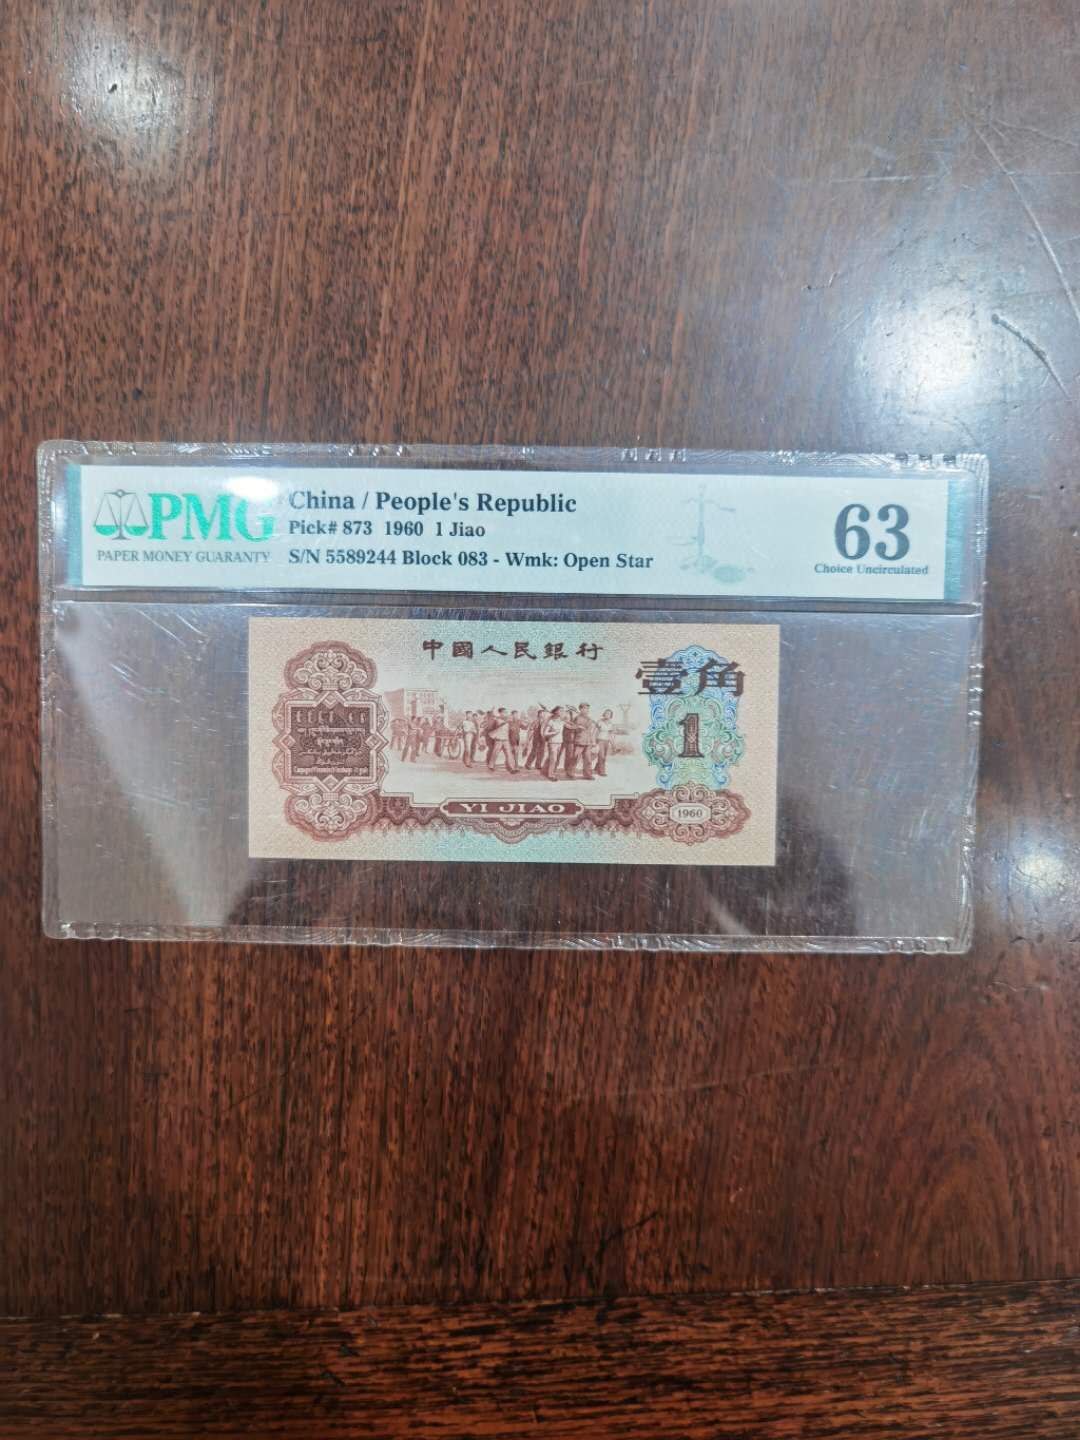 PMG
PAPER MONEY GUARANTY
China / People's Republic
Pick# 873 1960 1 Jiao
S/N 5589244 Block 083 - Wmk: Open Star
63
Choice Uncirculated
中國人民銀行
壹角
1
YI JIAO
1960